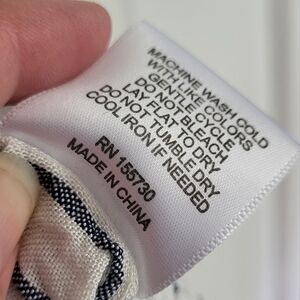 MACHINE WASH COLD
WITH LIKE COLORS
GENTLE CYCLE
DO NOT BLEACH
LAY FLAT TO DRY
DO NOT TUMBLE DRY
COOL IRON IF NEEDED
RN 155730
MADE IN CHINA